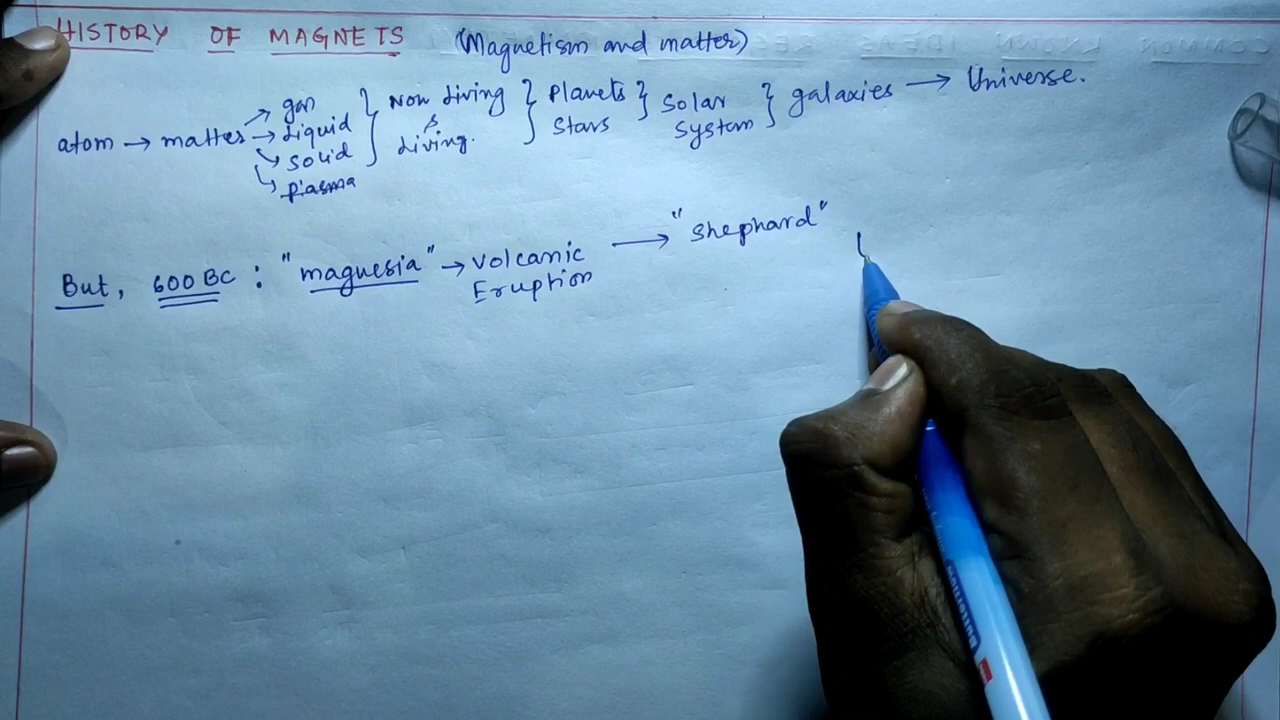 HISTORY OF MAGNETS (Magnetism and matter)
atom → matter → gas → Liquid → Solid → Plasma } Non Living & Living. } Planets Stars } Solar System } galaxies → Universe.
But, 600 BC : "magnesia" → Volcanic Eruption → "Shephard"